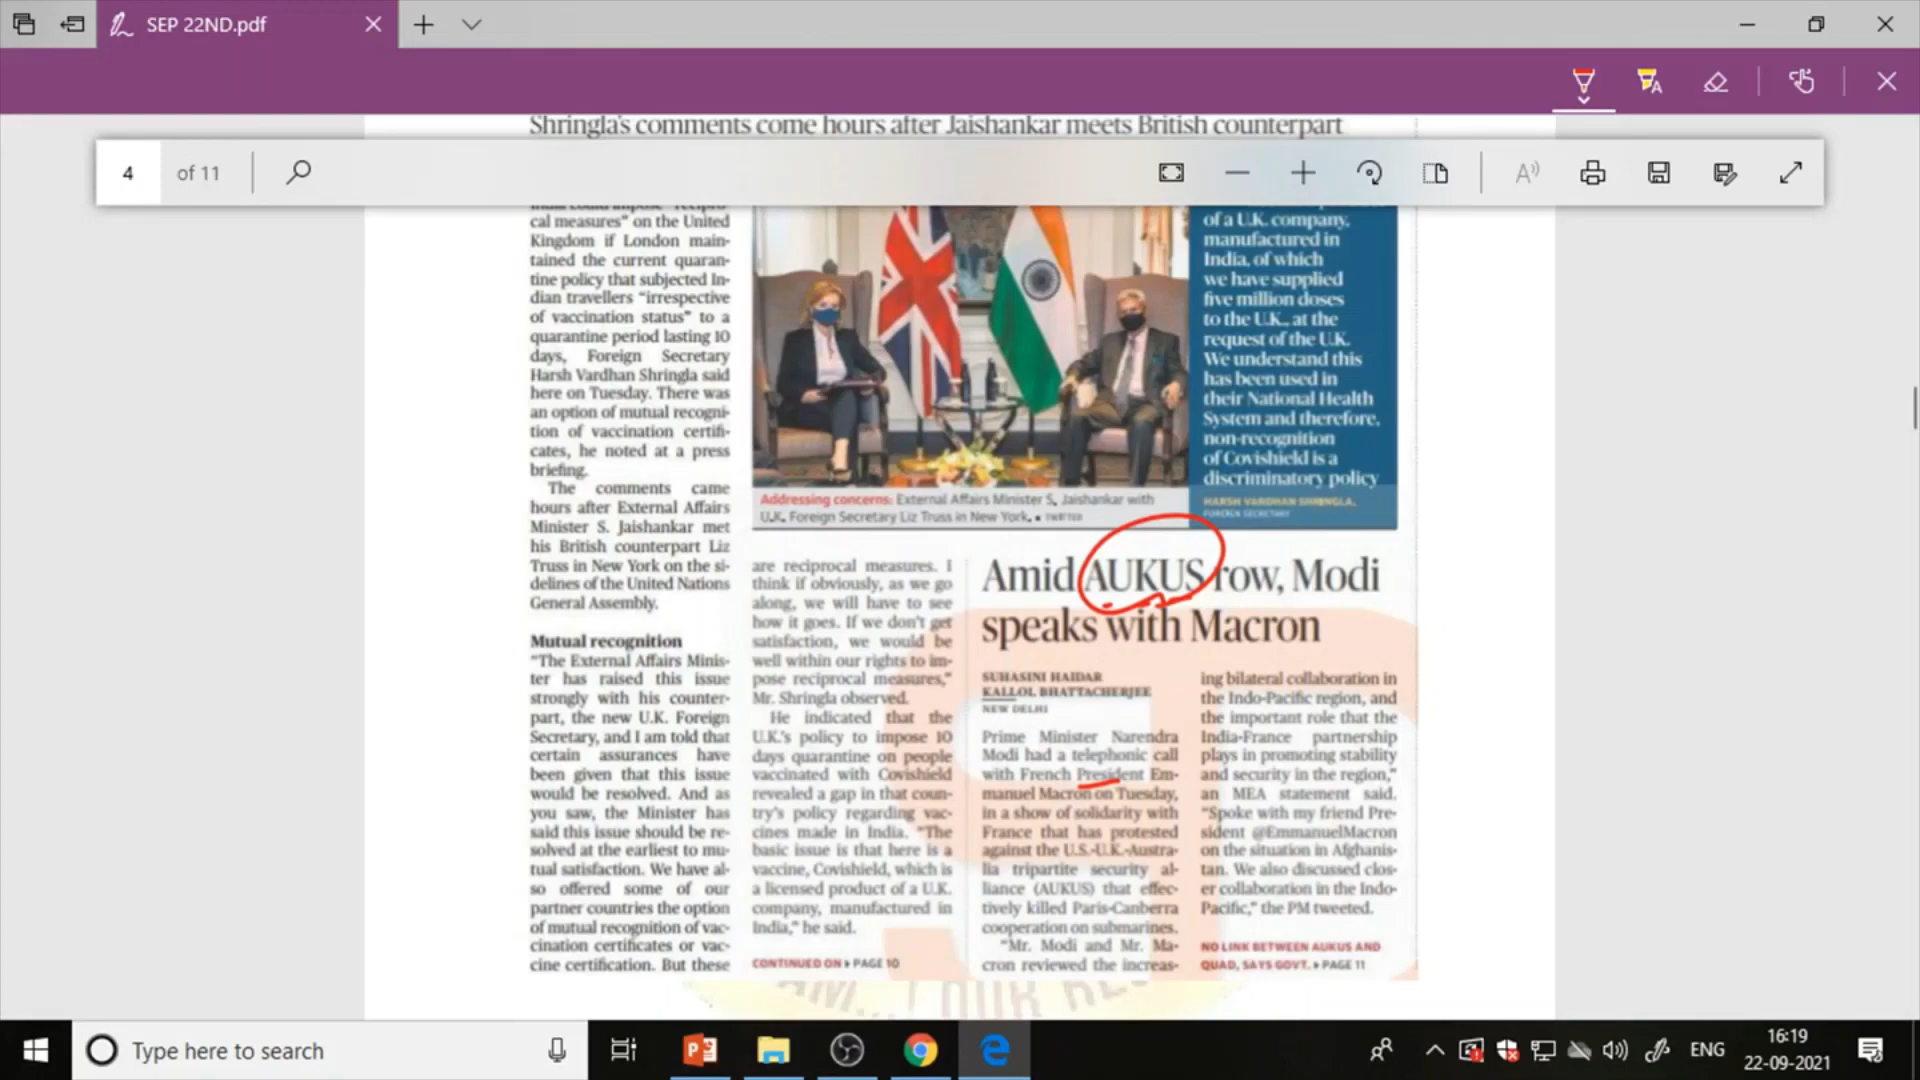 SEP 22ND.pdf
Shringla's comments come hours after Jaishankar meets British counterpart
4
of 11
cal measures" on the United
Kingdom if London main-
tained the current quaran-
tine policy that subjected In-
dian travellers "irrespective
of vaccination status" to a
quarantine period lasting 10
days, Foreign Secretary
Harsh Vardhan Shringla said
here on Tuesday. There was
an option of mutual recogni-
tion of vaccination certifi-
cates, he noted at a press
briefing.
The comments came
hours after External Affairs
Minister S. Jaishankar met
his British counterpart Liz
Truss in New York on the si-
delines of the United Nations
General Assembly.
Mutual recognition
"The External Affairs Minis-
ter has raised this issue
strongly with his counter-
part, the new U.K. Foreign
Secretary, and I am told that
certain assurances have
been given that this issue
would be resolved. And as
you saw, the Minister has
said this issue should be re-
solved at the earliest to mu-
tual satisfaction. We have al-
so offered some of our
partner countries the option
of mutual recognition of vac-
cination certificates or vac-
cine certification. But these
of a U.K. company,
manufactured in
India, of which
we have supplied
five million doses
to the U.K., at the
request of the U.K.
We understand this
has been used in
their National Health
System and therefore,
non-recognition
of Covishield is a
discriminatory policy
HARSH VARDHAN SHRINGLA,
FOREIGN SECRETARY
Addressing concerns: External Affairs Minister S. Jaishankar with
U.K. Foreign Secretary Liz Truss in New York. • TWITTER
are reciprocal measures. I
think if obviously, as we go
along, we will have to see
how it goes. If we don't get
satisfaction, we would be
well within our rights to im-
pose reciprocal measures,"
Mr. Shringla observed.
He indicated that the
U.K.'s policy to impose 10
days quarantine on people
vaccinated with Covishield
revealed a gap in that coun-
try's policy regarding vac-
cines made in India. "The
basic issue is that here is a
vaccine, Covishield, which is
a licensed product of a U.K.
company, manufactured in
India," he said.
CONTINUED ON ▸ PAGE 10
Amid AUKUS row, Modi
speaks with Macron
SUHASINI HAIDAR
KALLOL BHATTACHERJEE
NEW DELHI
Prime Minister Narendra
Modi had a telephonic call
with French President Em-
manuel Macron on Tuesday,
in a show of solidarity with
France that has protested
against the U.S.-U.K.-Austra-
lia tripartite security al-
liance (AUKUS) that effec-
tively killed Paris-Canberra
cooperation on submarines.
"Mr. Modi and Mr. Ma-
cron reviewed the increas-
ing bilateral collaboration in
the Indo-Pacific region, and
the important role that the
India-France partnership
plays in promoting stability
and security in the region,"
an MEA statement said.
"Spoke with my friend Pre-
sident @EmmanuelMacron
on the situation in Afghanis-
tan. We also discussed clos-
er collaboration in the Indo-
Pacific," the PM tweeted.
NO LINK BETWEEN AUKUS AND
QUAD, SAYS GOVT. ▸ PAGE 11
Type here to search
ENG
16:19
22-09-2021